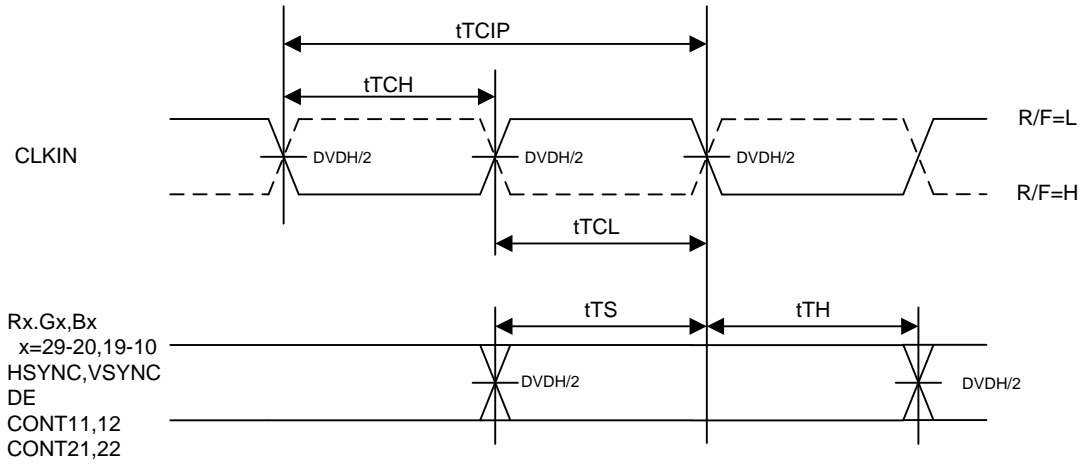 tTCIP
tTCH
R/F=L
CLKIN
DVDH/2
DVDH/2
DVDH/2
R/F=H
tTCL
tTS
tTH
Rx.Gx,Bx
x=29-20,19-10
HSYNC,VSYNC
DE
CONT11,12
CONT21,22
DVDH/2
DVDH/2